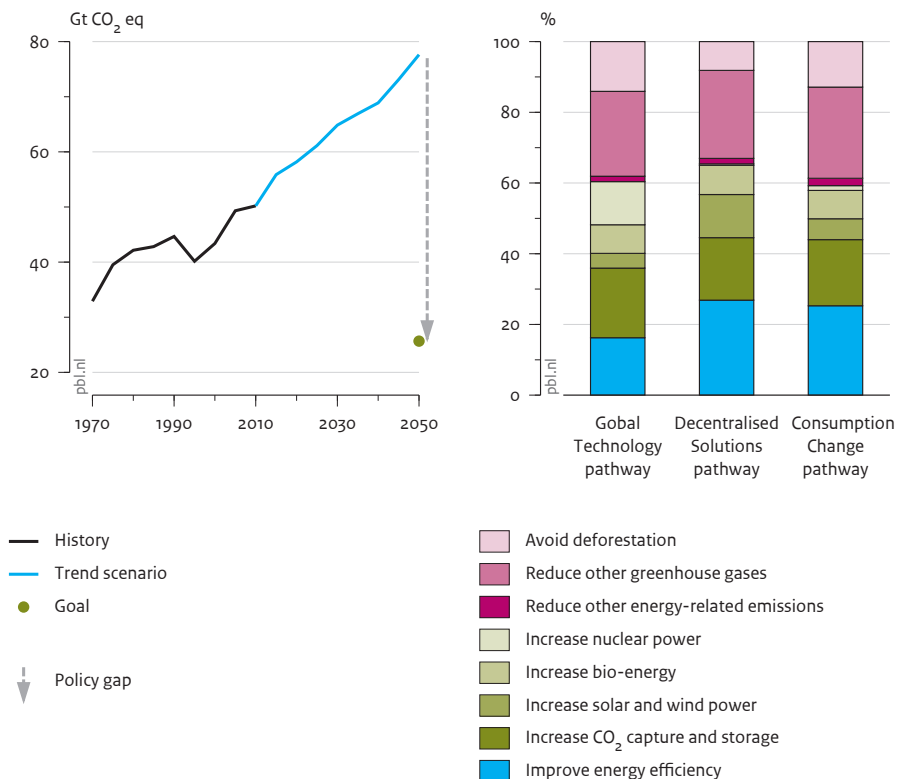 Gt CO2 eq
80
60
40
20
pbl.nl
1970 1990 2010 2030 2050
%
100
80
60
40
20
0
pbl.nl
Gobal
Technology
pathway
Decentralised
Solutions
pathway
Consumption
Change
pathway
History
Trend scenario
Goal
Policy gap
Avoid deforestation
Reduce other greenhouse gases
Reduce other energy-related emissions
Increase nuclear power
Increase bio-energy
Increase solar and wind power
Increase CO2 capture and storage
Improve energy efficiency